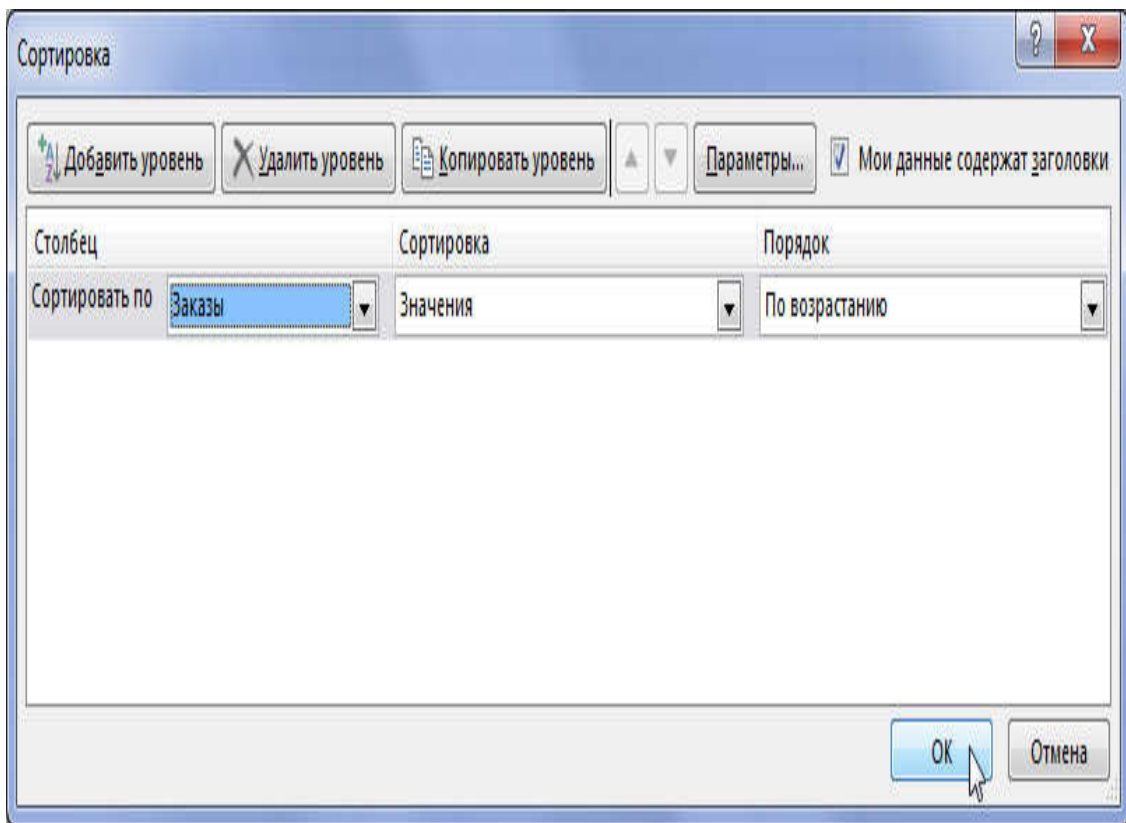 Сортировка
Добавить уровень Удалить уровень Копировать уровень Параметры... Мои данные содержат заголовки
Столбец Сортировка Порядок
Сортировать по Заказы Значения По возрастанию
ОК Отмена